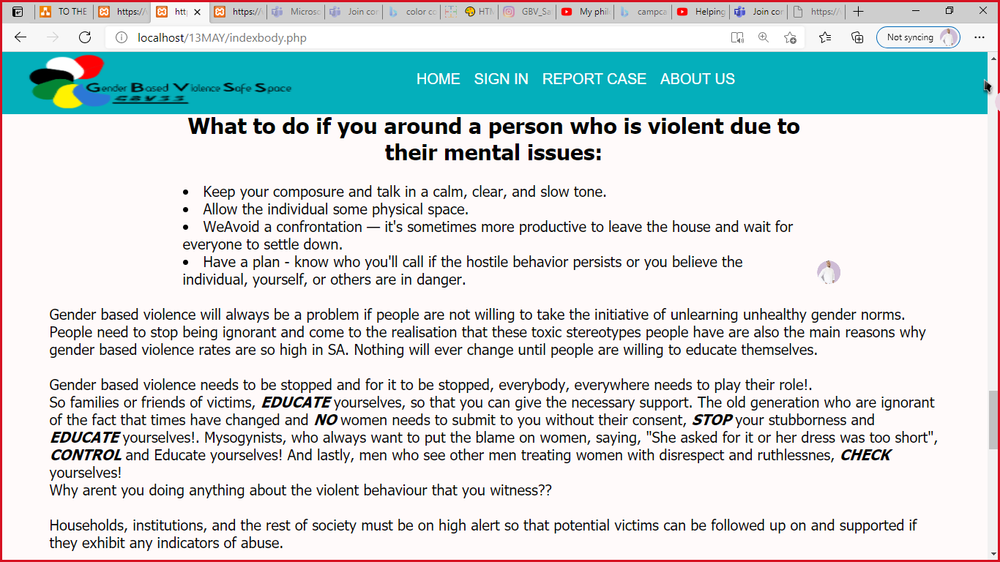 TO THE
https://
htt
https://
Microsc
Join cor
color cc
HTM
GBV_Sa
My phil
campca
Helping
Join cor
https://
localhost/13MAY/indexbody.php
Not syncing
Gender Based Violence Safe Space
GBVSS
HOME SIGN IN REPORT CASE ABOUT US
What to do if you around a person who is violent due to
their mental issues:
• Keep your composure and talk in a calm, clear, and slow tone.
• Allow the individual some physical space.
• WeAvoid a confrontation — it's sometimes more productive to leave the house and wait for
everyone to settle down.
• Have a plan - know who you'll call if the hostile behavior persists or you believe the
individual, yourself, or others are in danger.
Gender based violence will always be a problem if people are not willing to take the initiative of unlearning unhealthy gender norms.
People need to stop being ignorant and come to the realisation that these toxic stereotypes people have are also the main reasons why
gender based violence rates are so high in SA. Nothing will ever change until people are willing to educate themselves.
Gender based violence needs to be stopped and for it to be stopped, everybody, everywhere needs to play their role!.
So families or friends of victims, EDUCATE yourselves, so that you can give the necessary support. The old generation who are ignorant
of the fact that times have changed and NO women needs to submit to you without their consent, STOP your stubborness and
EDUCATE yourselves!. Mysogynists, who always want to put the blame on women, saying, "She asked for it or her dress was too short",
CONTROL and Educate yourselves! And lastly, men who see other men treating women with disrespect and ruthlessnes, CHECK
yourselves!
Why arent you doing anything about the violent behaviour that you witness??
Households, institutions, and the rest of society must be on high alert so that potential victims can be followed up on and supported if
they exhibit any indicators of abuse.